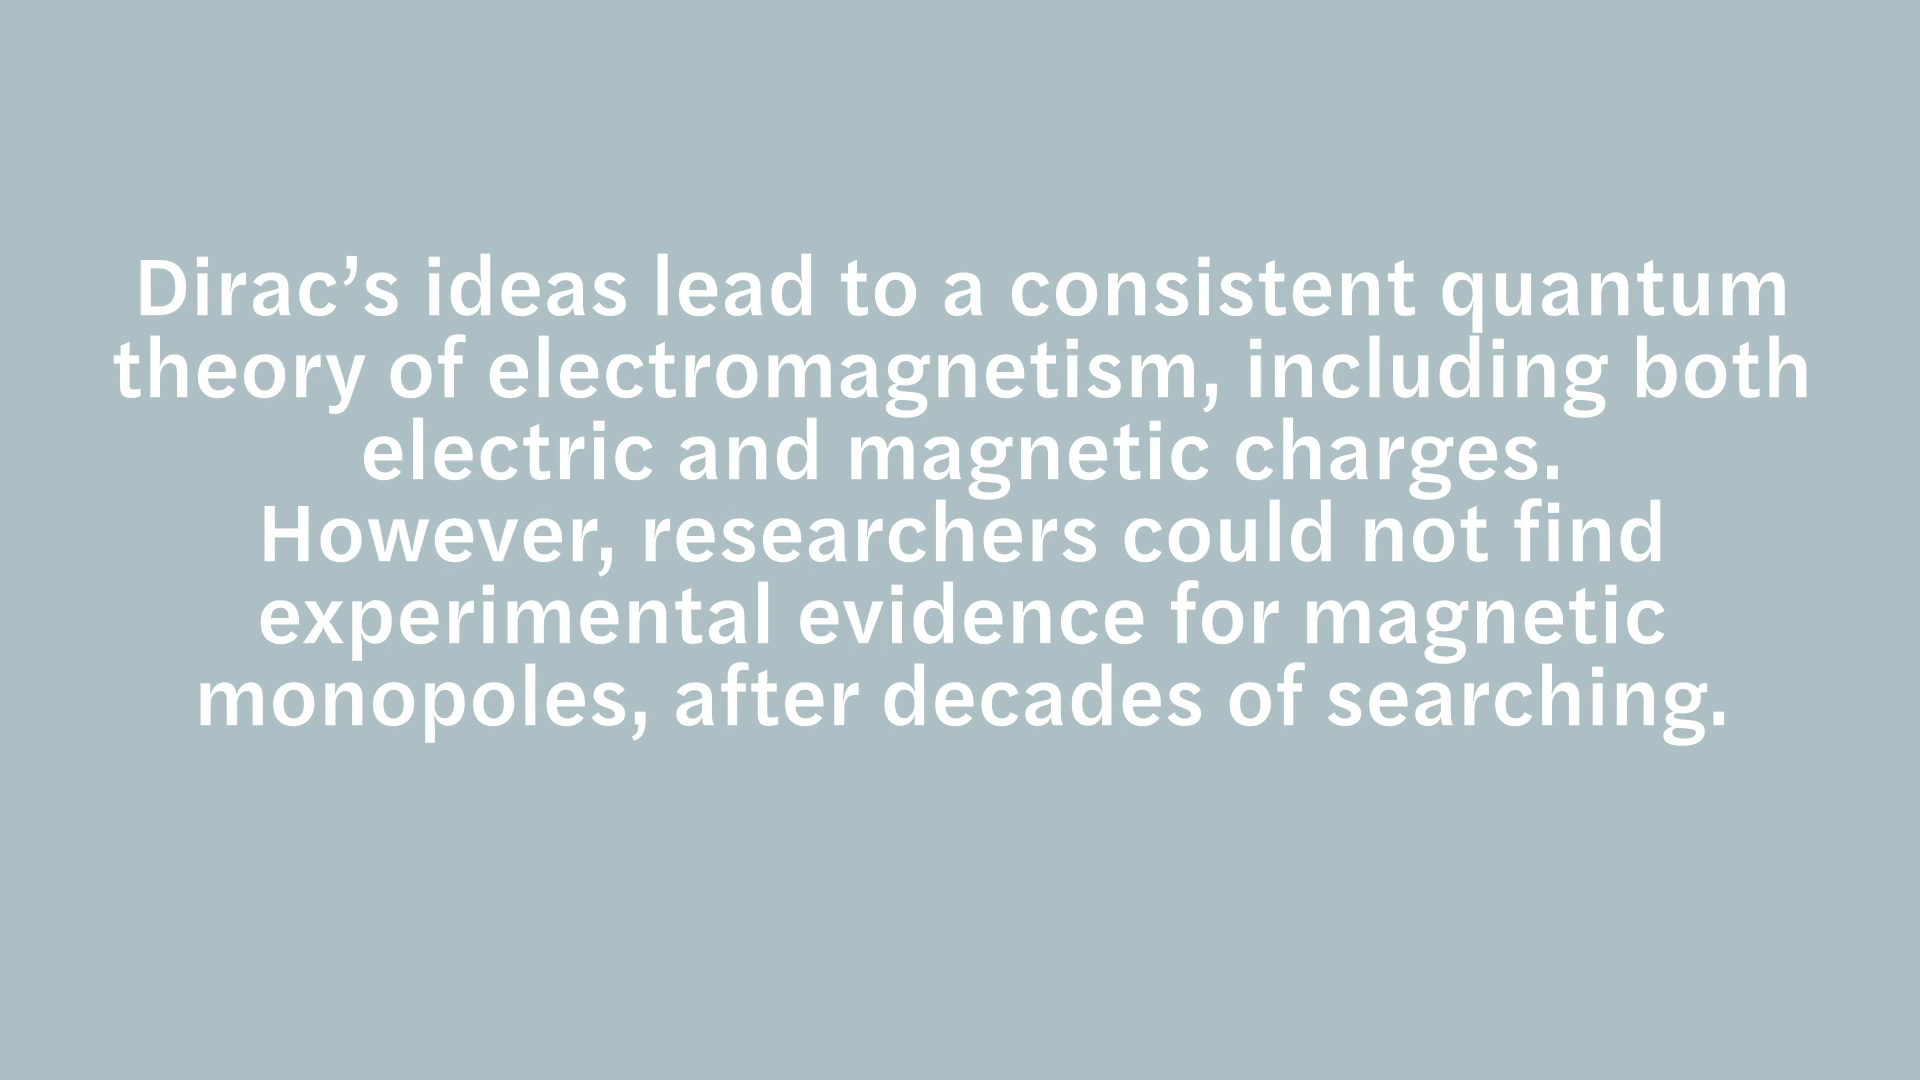 Dirac’s ideas lead to a consistent quantum
theory of electromagnetism, including both
electric and magnetic charges.
However, researchers could not find
experimental evidence for magnetic
monopoles, after decades of searching.